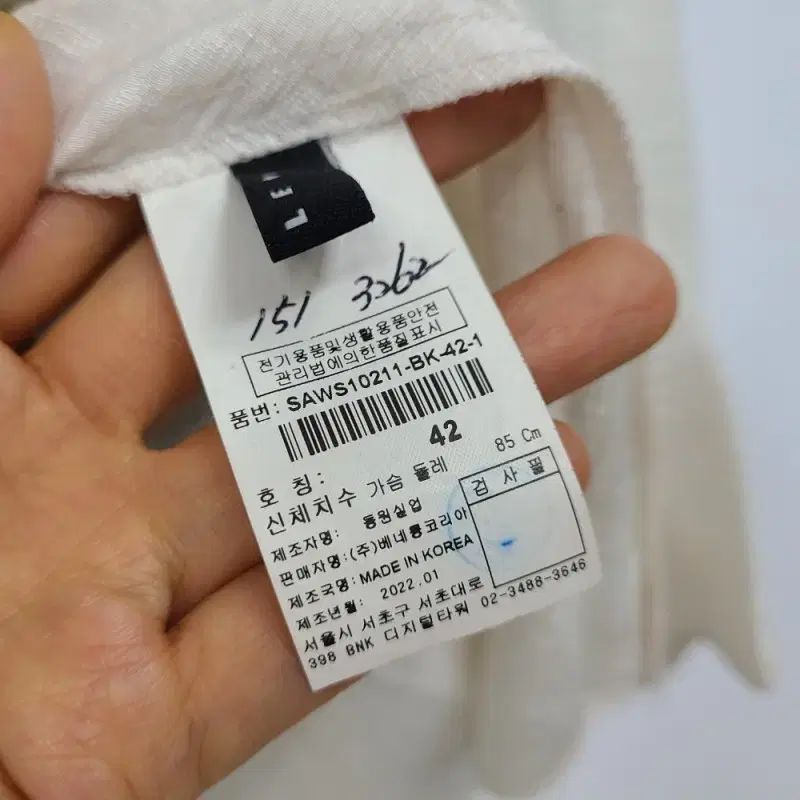 LE
151 3262
전기용품및생활용품안전
관리법에의한품질표시
품번: SAWS10211-BK-42-1
호 칭: 42
신체치수 가슴 둘레 85 Cm
검 사 필
제조자명: 동원실업
판매자명:(주)베네통코리아
제조국명: MADE IN KOREA
제조년월: 2022.01
서울시 서초구 서초대로
398 BNK 디지털타워 02-3488-3646